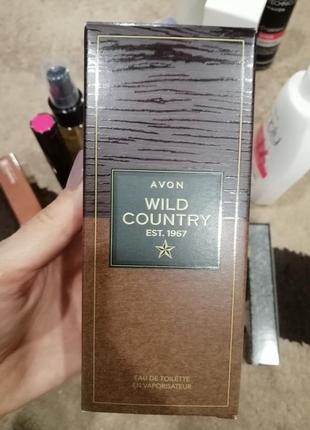 AVON
WILD
COUNTRY
EST. 1967
EAU DE TOILETTE
EN VAPORISATEUR